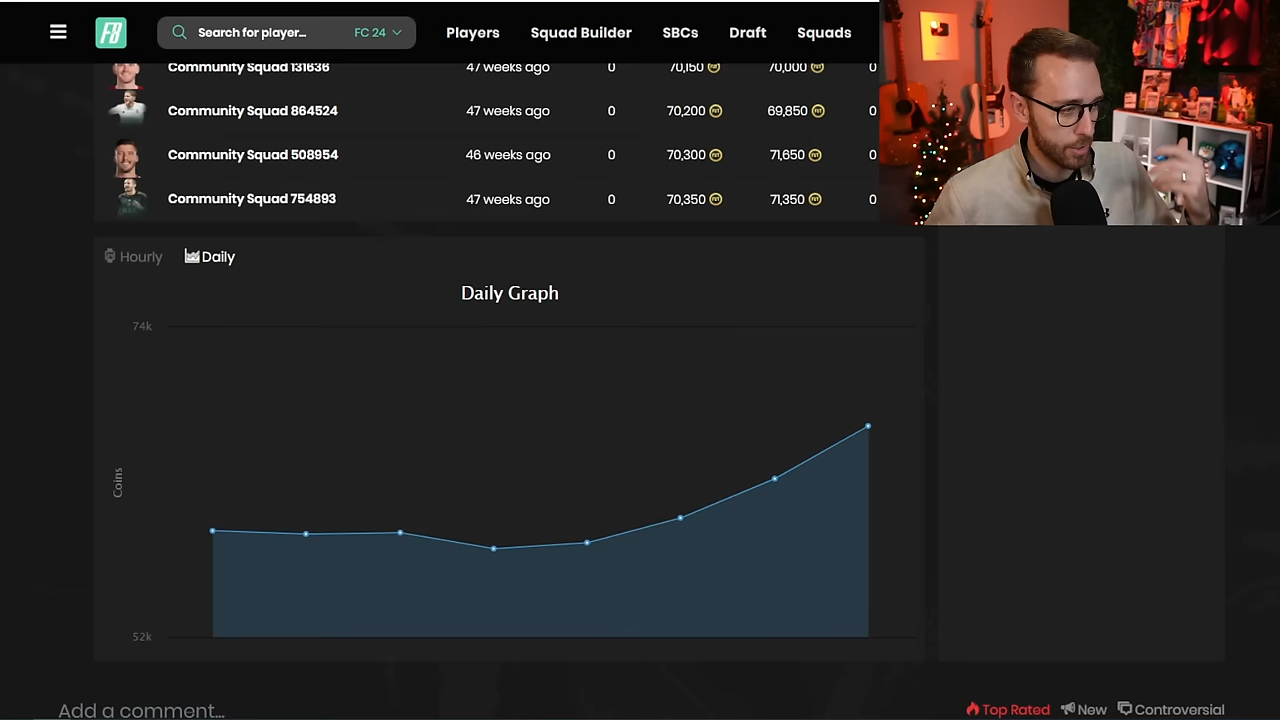 FB Search for player... FC 24 Players Squad Builder SBCs Draft Squads
Community Squad 131636 47 weeks ago 0 70,150 70,000 0
Community Squad 864524 47 weeks ago 0 70,200 69,850 0
Community Squad 508954 46 weeks ago 0 70,300 71,650 0
Community Squad 754893 47 weeks ago 0 70,350 71,350 0
Hourly Daily
Daily Graph
74k
Coins
52k
Add a comment... Top Rated New Controversial